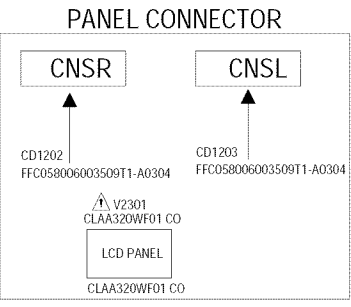 PANEL CONNECTOR
CNSR CNSL
CD1202
FFC058006003509T1-A0304
CD1203
FFC058006003509T1-A0304
V2301
CLAA320WF01 CO
LCD PANEL
CLAA320WF01 CO